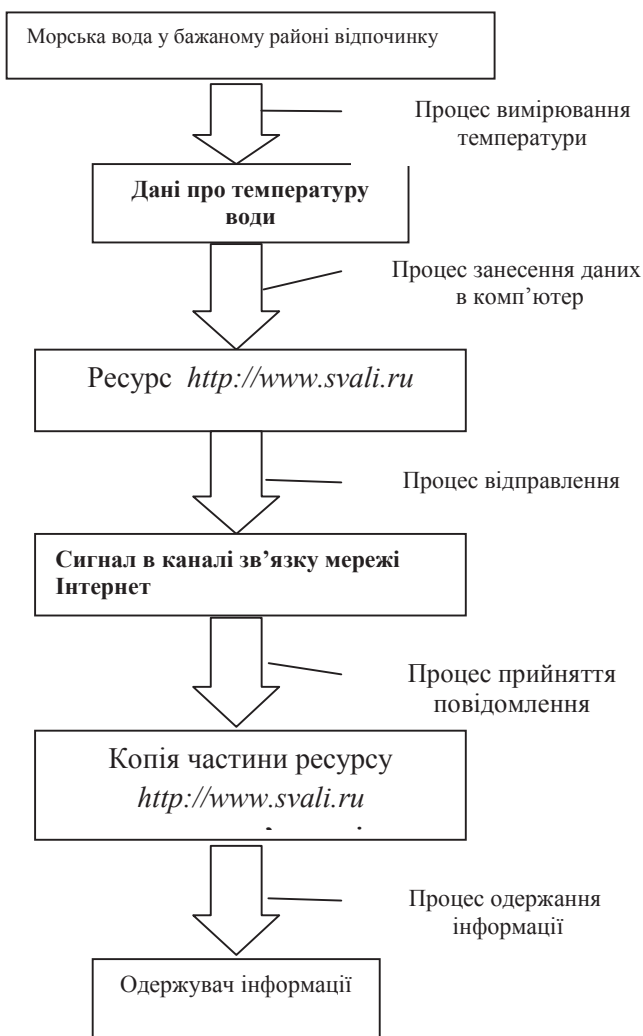 Морська вода у бажаному районі відпочинку
Процес вимірювання
температури
Дані про температуру
води
Процес занесення даних
в комп’ютер
Ресурс http://www.svali.ru
Процес відправлення
Сигнал в каналі зв’язку мережі
Інтернет
Процес прийняття
повідомлення
Копія частини ресурсу
http://www.svali.ru
Процес одержання
інформації
Одержувач інформації